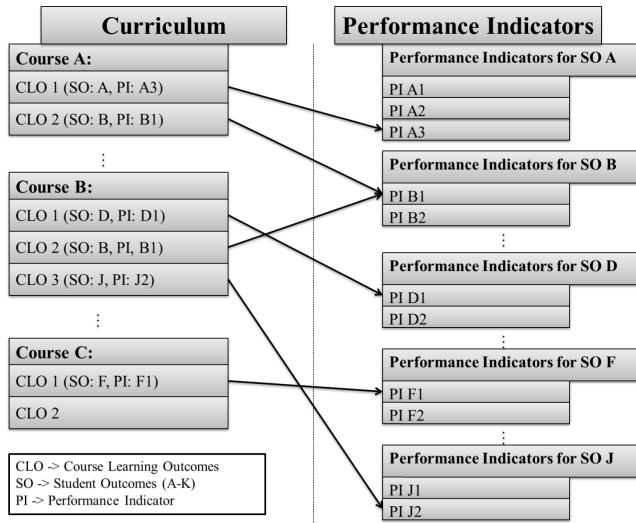 Curriculum
Course A:
CLO 1 (SO: A, PI: A3)
CLO 2 (SO: B, PI: B1)
⋮
Course B:
CLO 1 (SO: D, PI: D1)
CLO 2 (SO: B, PI, B1)
CLO 3 (SO: J, PI: J2)
⋮
Course C:
CLO 1 (SO: F, PI: F1)
CLO 2
CLO -> Course Learning Outcomes
SO -> Student Outcomes (A-K)
PI -> Performance Indicator
Performance Indicators
Performance Indicators for SO A
PI A1
PI A2
PI A3
Performance Indicators for SO B
PI B1
PI B2
⋮
Performance Indicators for SO D
PI D1
PI D2
⋮
Performance Indicators for SO F
PI F1
PI F2
⋮
Performance Indicators for SO J
PI J1
PI J2